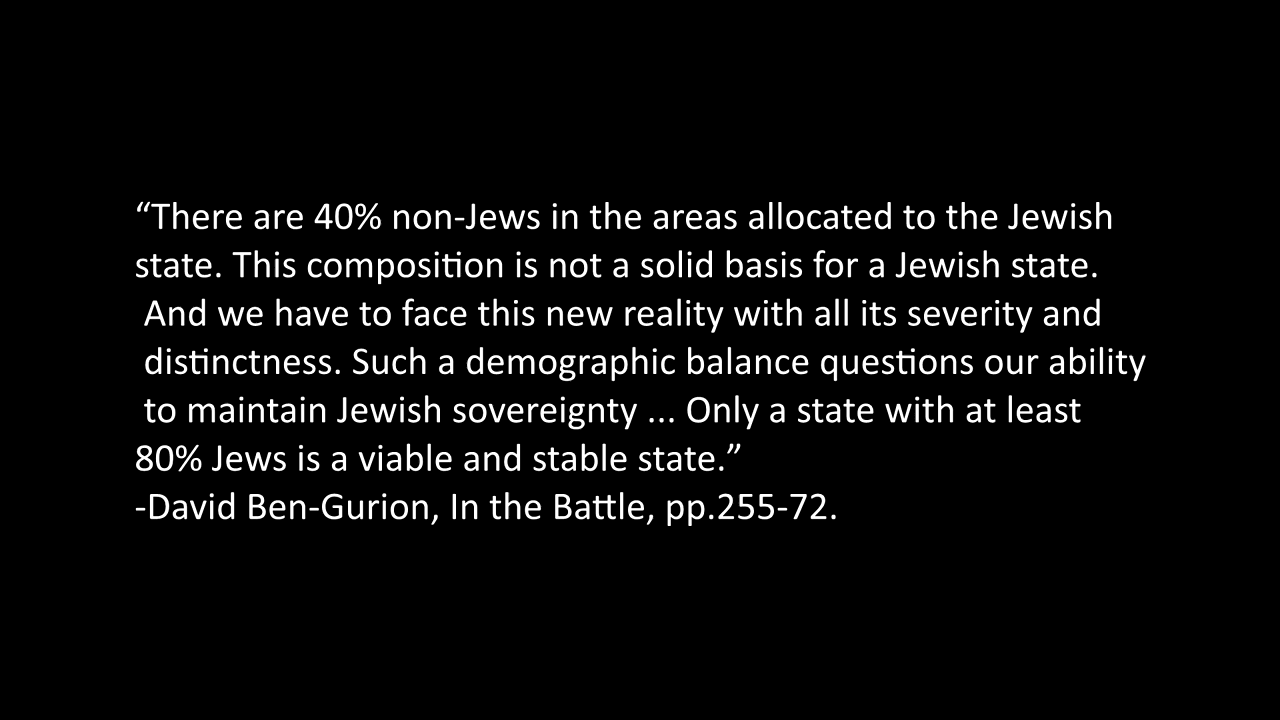 “There are 40% non-Jews in the areas allocated to the Jewish
state. This composition is not a solid basis for a Jewish state.
And we have to face this new reality with all its severity and
distinctness. Such a demographic balance questions our ability
to maintain Jewish sovereignty ... Only a state with at least
80% Jews is a viable and stable state.”
-David Ben-Gurion, In the Battle, pp.255-72.